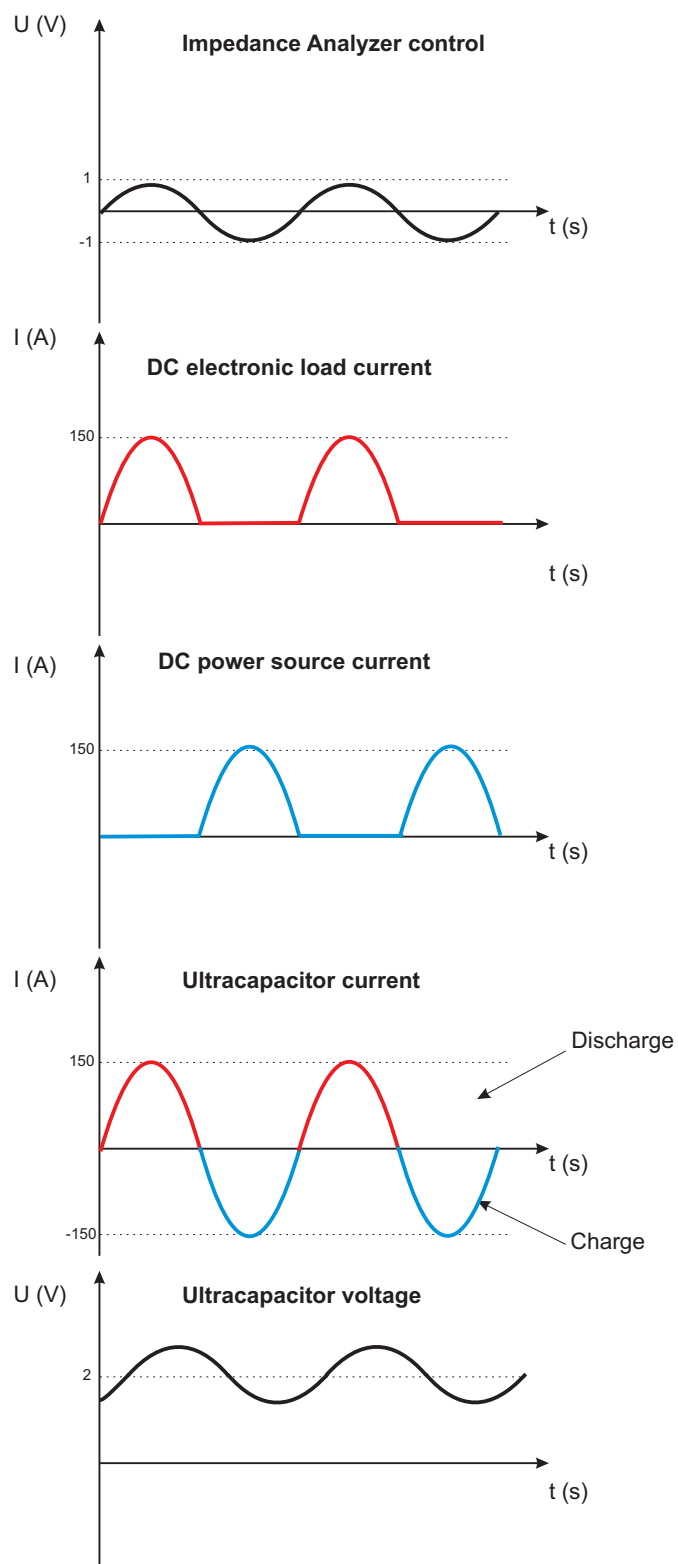 U (V)
Impedance Analyzer control
1
-1
t (s)
I (A)
DC electronic load current
150
t (s)
I (A)
DC power source current
150
t (s)
I (A)
Ultracapacitor current
Discharge
150
t (s)
-150
Charge
U (V)
Ultracapacitor voltage
2
t (s)